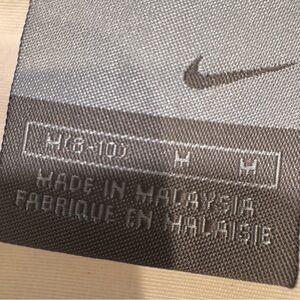 M(8-10) M M
MADE IN MALAYSIA
FABRIQUE EN MALAISIE